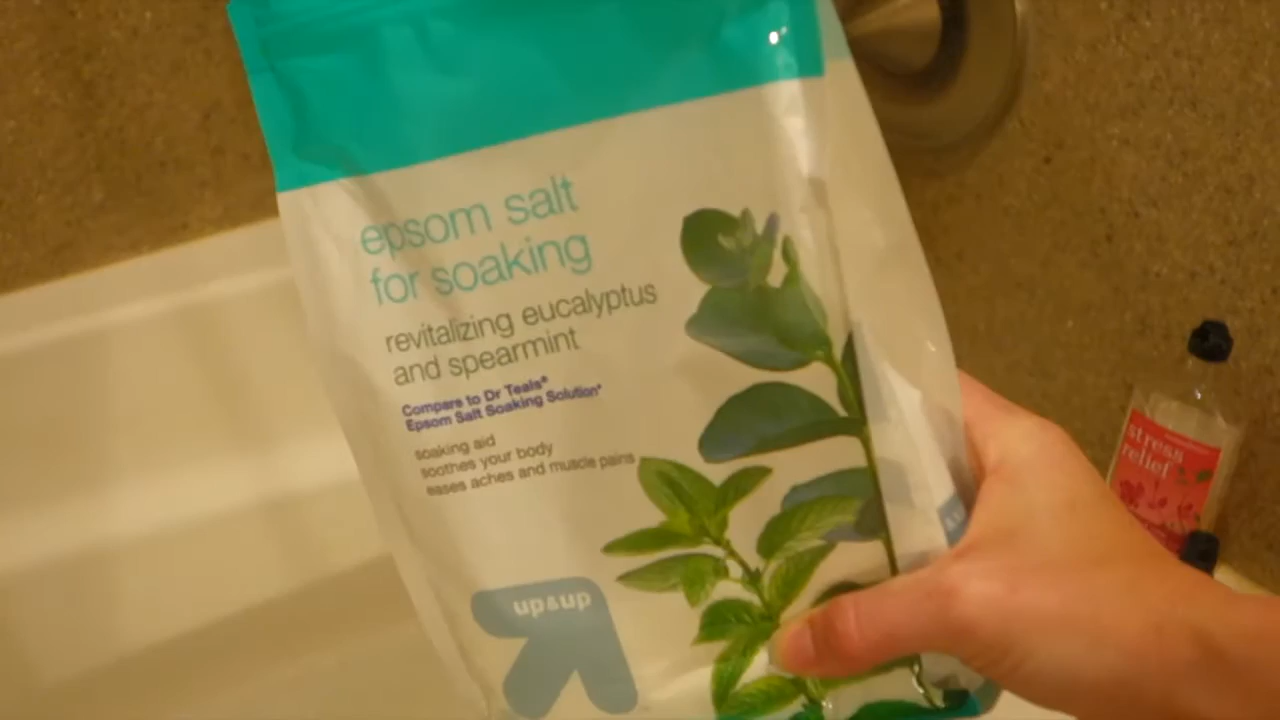 epsom salt
for soaking
revitalizing eucalyptus
and spearmint
Compare to Dr Teals®
Epsom Salt Soaking Solution*
soaking aid
soothes your body
eases aches and muscle pains
up&up
stress
relief